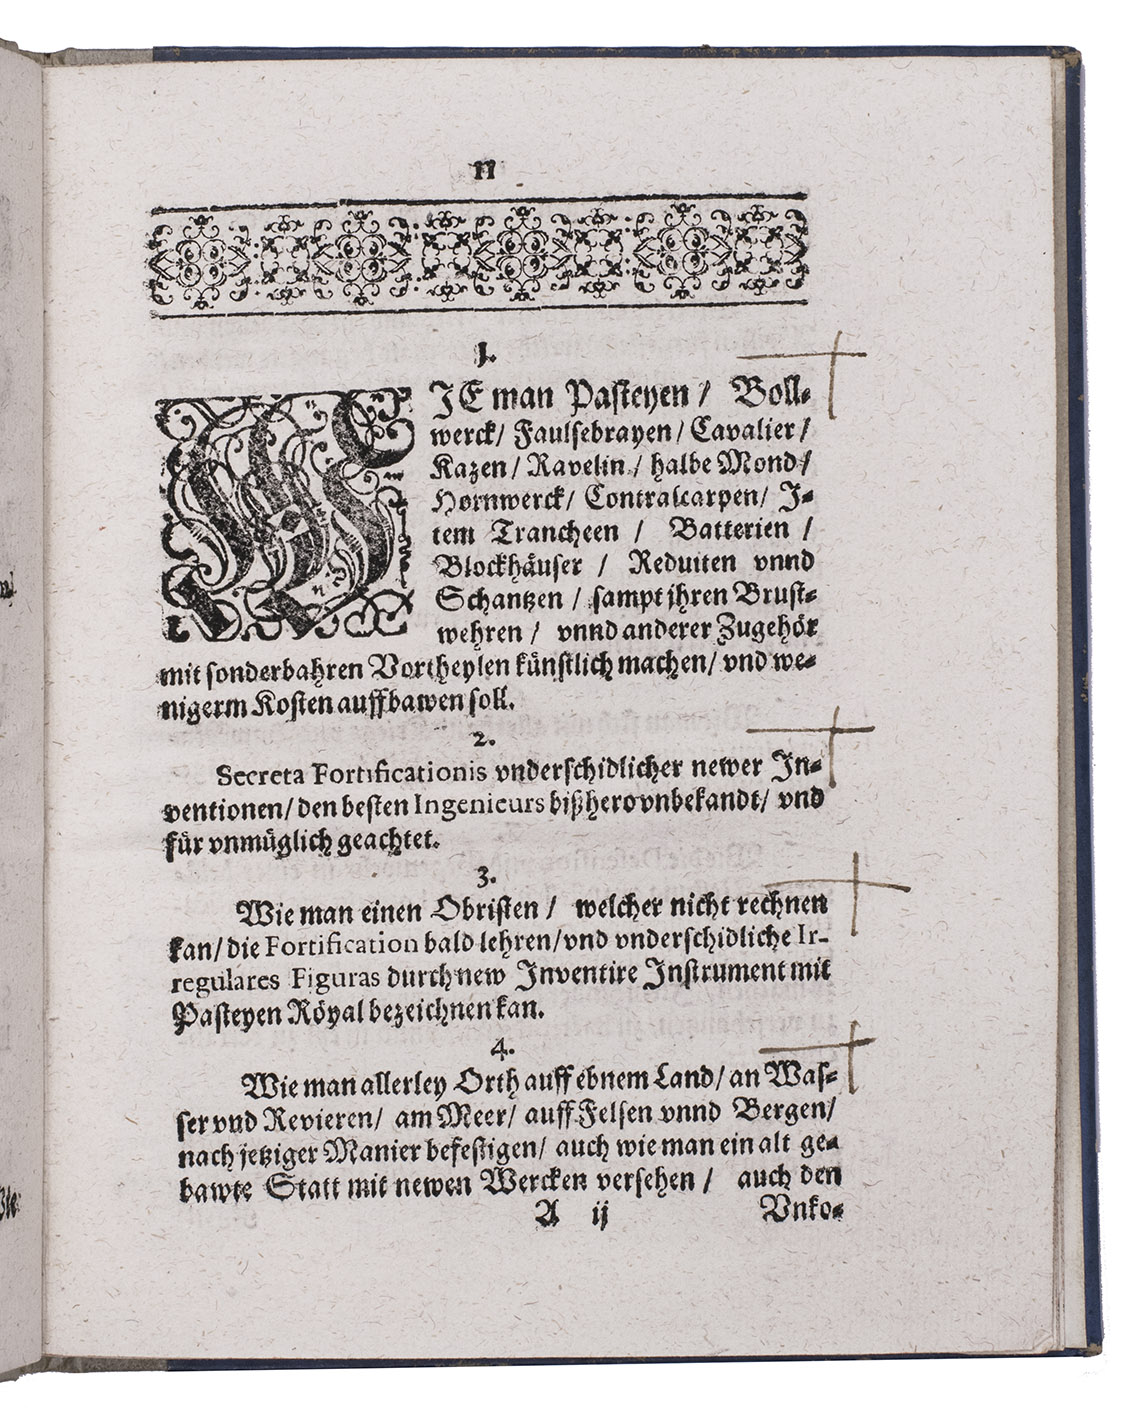 II
1.
WJE man Pasteyen / Boll⸗
werck / Faulsebrayen / Cavalier /
Kazen / Ravelin / halbe Mond /
Hornwerck / Contrascarpen / J⸗
tem Trancheen / Batterien /
Blockhäuser / Reduiten vnnd
Schantzen / sampt jhren Brust⸗
wehren / vnnd anderer Zugehör
mit sonderbahren Vortheylen künstlich machen / vnd we⸗
nigerm Kosten auffbawen soll.
2.
Secreta Fortificationis vnderschidlicher newer In⸗
ventionen / den besten Ingenieurs bißhero vnbekandt / vnd
für vnmüglich geachtet.
3.
Wie man einen Obristen / welcher nicht rechnen
kan / die Fortification bald lehren / vnd vnderschidliche Ir-
regulares Figuras durch new Inventire Instrument mit
Pasteyen Röyal bezeichnen kan.
4.
Wie man allerley Orth auff ebnem Land / an Was⸗
ser vnd Revieren / am Meer / auff Felsen vnnd Bergen /
nach jetziger Manier befestigen / auch wie man ein alt ge⸗
bawte Statt mit newen Wercken versehen / auch den
A ij Vnko⸗